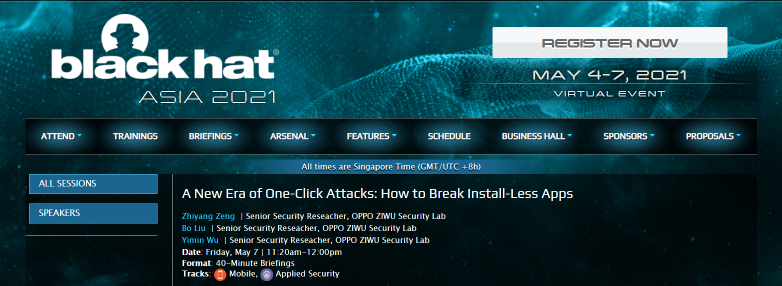 black hat®
ASIA 2021
REGISTER NOW
MAY 4-7, 2021
VIRTUAL EVENT
ATTEND TRAININGS BRIEFINGS ARSENAL FEATURES SCHEDULE BUSINESS HALL SPONSORS PROPOSALS
All times are Singapore Time (GMT/UTC +8h)
ALL SESSIONS
SPEAKERS
A New Era of One-Click Attacks: How to Break Install-Less Apps
Zhiyang Zeng | Senior Security Reseacher, OPPO ZIWU Security Lab
Bo Liu | Senior Security Reseacher, OPPO ZIWU Security Lab
Yimin Wu | Senior Security Reseacher, OPPO ZIWU Security Lab
Date: Friday, May 7 | 11:20am-12:00pm
Format: 40-Minute Briefings
Tracks: Mobile, Applied Security